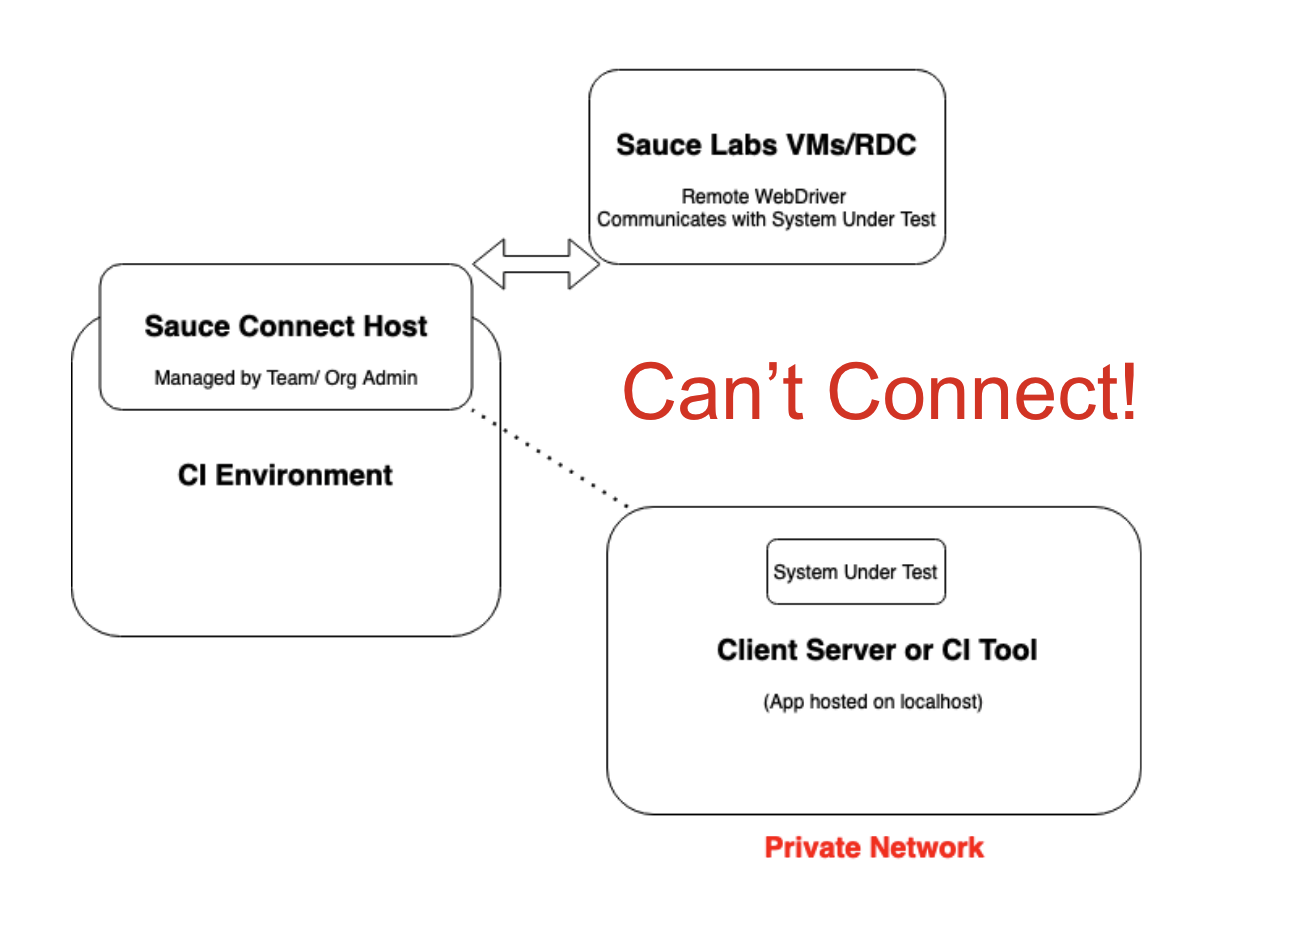 Sauce Labs VMs/RDC
Remote WebDriver
Communicates with System Under Test
Sauce Connect Host
Managed by Team/ Org Admin
Can’t Connect!
CI Environment
System Under Test
Client Server or CI Tool
(App hosted on localhost)
Private Network